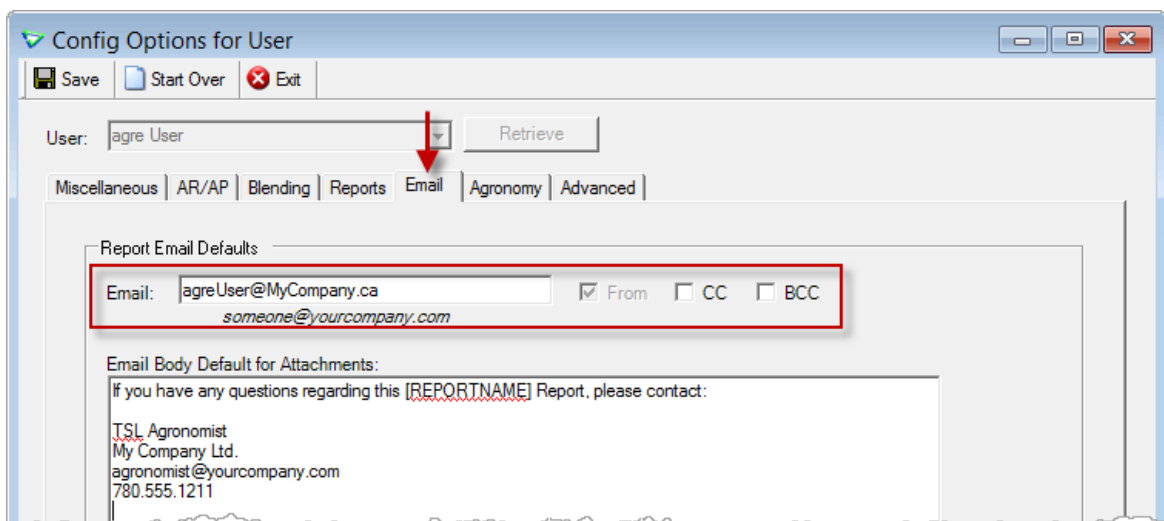 Config Options for User
Save Start Over Exit
User: agre User Retrieve
Miscellaneous AR/AP Blending Reports Email Agronomy Advanced
Report Email Defaults
Email: agreUser@MyCompany.ca From CC BCC
someone@yourcompany.com
Email Body Default for Attachments:
If you have any questions regarding this [REPORTNAME] Report, please contact:
TSL Agronomist
My Company Ltd.
agronomist@yourcompany.com
780.555.1211